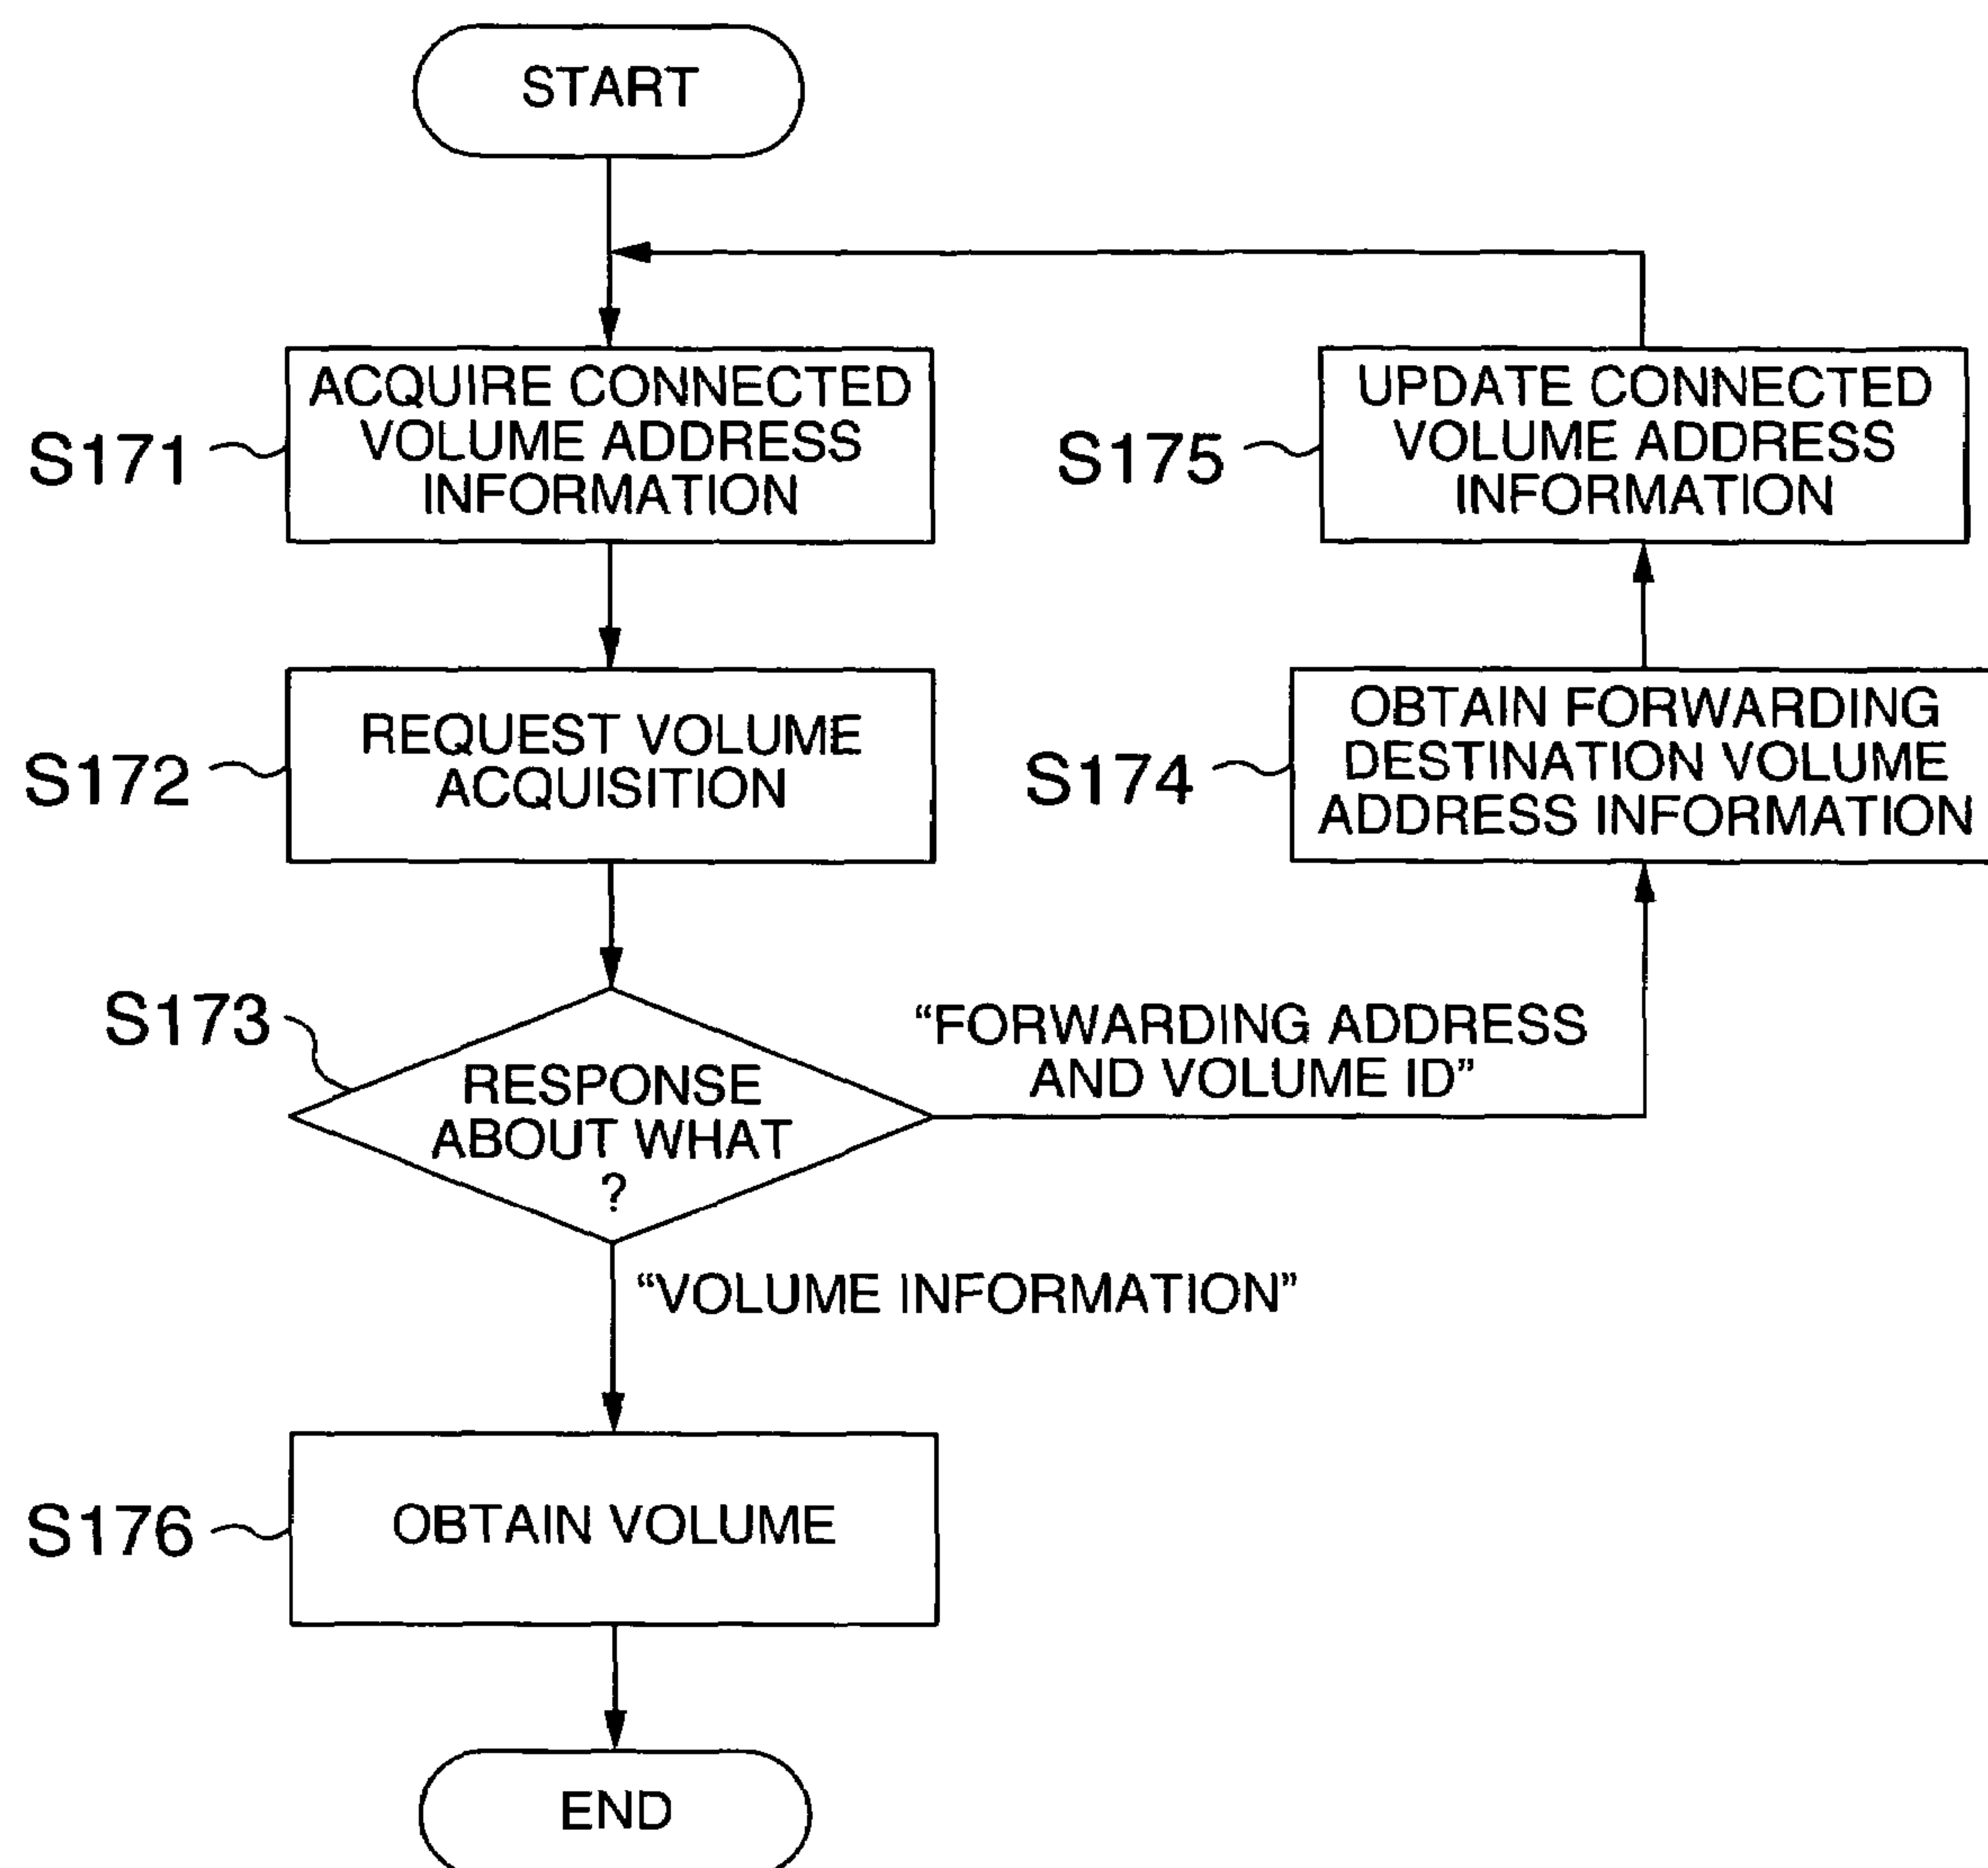 START
S171
ACQUIRE CONNECTED
VOLUME ADDRESS
INFORMATION
S175
UPDATE CONNECTED
VOLUME ADDRESS
INFORMATION
S172
REQUEST VOLUME
ACQUISITION
S174
OBTAIN FORWARDING
DESTINATION VOLUME
ADDRESS INFORMATION
S173
RESPONSE
ABOUT WHAT
?
“FORWARDING ADDRESS
AND VOLUME ID”
“VOLUME INFORMATION”
S176
OBTAIN VOLUME
END